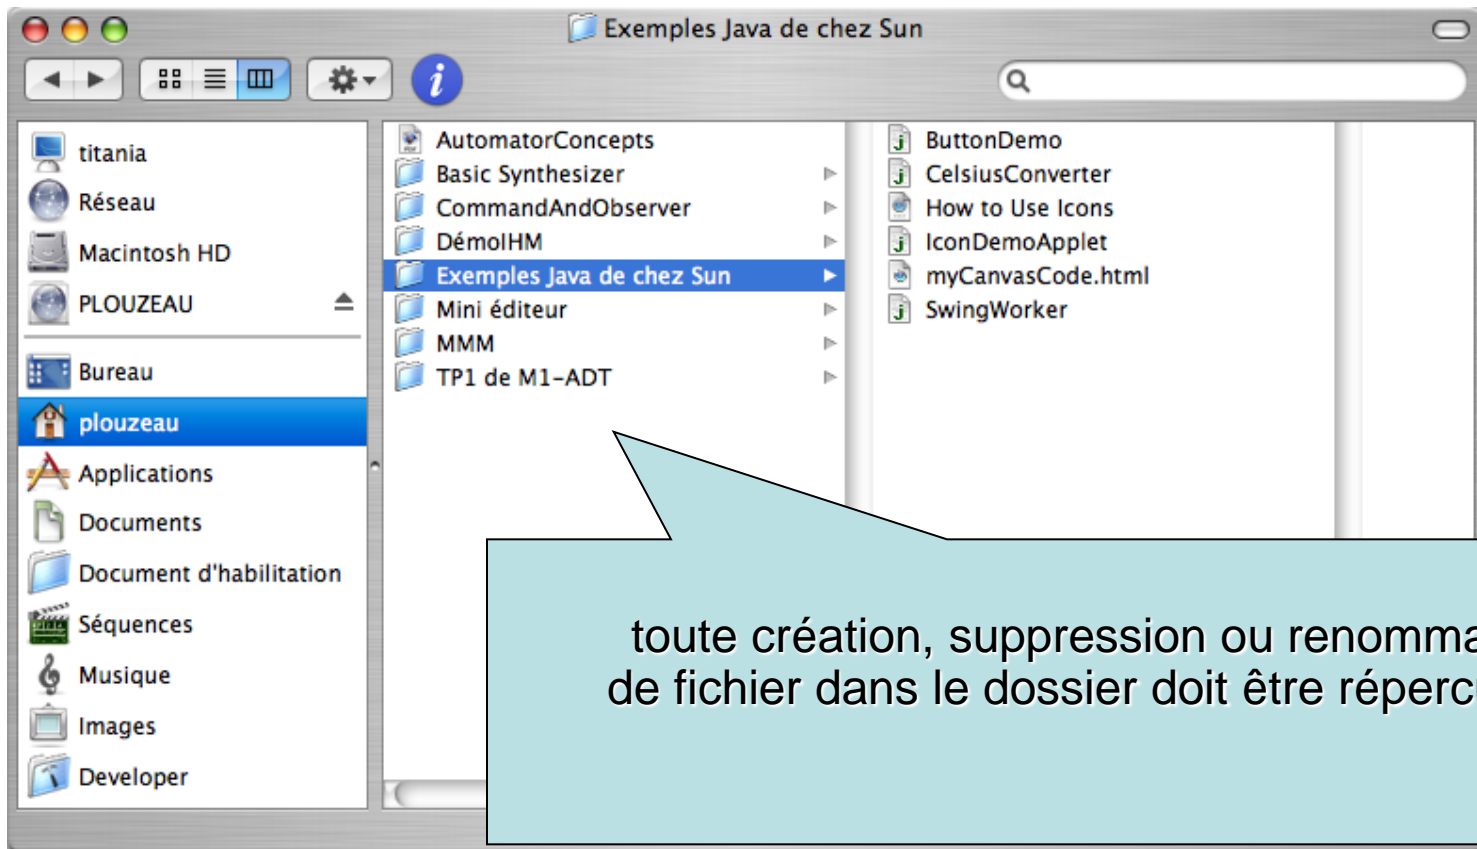 Exemples Java de chez Sun
titania
Réseau
Macintosh HD
PLOUZEAU
Bureau
plouzeau
Applications
Documents
Document d'habilitation
Séquences
Musique
Images
Developer
AutomatorConcepts
Basic Synthesizer
CommandAndObserver
DémoIHM
Exemples Java de chez Sun
Mini éditeur
MMM
TP1 de M1-ADT
ButtonDemo
CelsiusConverter
How to Use Icons
IconDemoApplet
myCanvasCode.html
SwingWorker
toute création, suppression ou renomma
de fichier dans le dossier doit être réperc